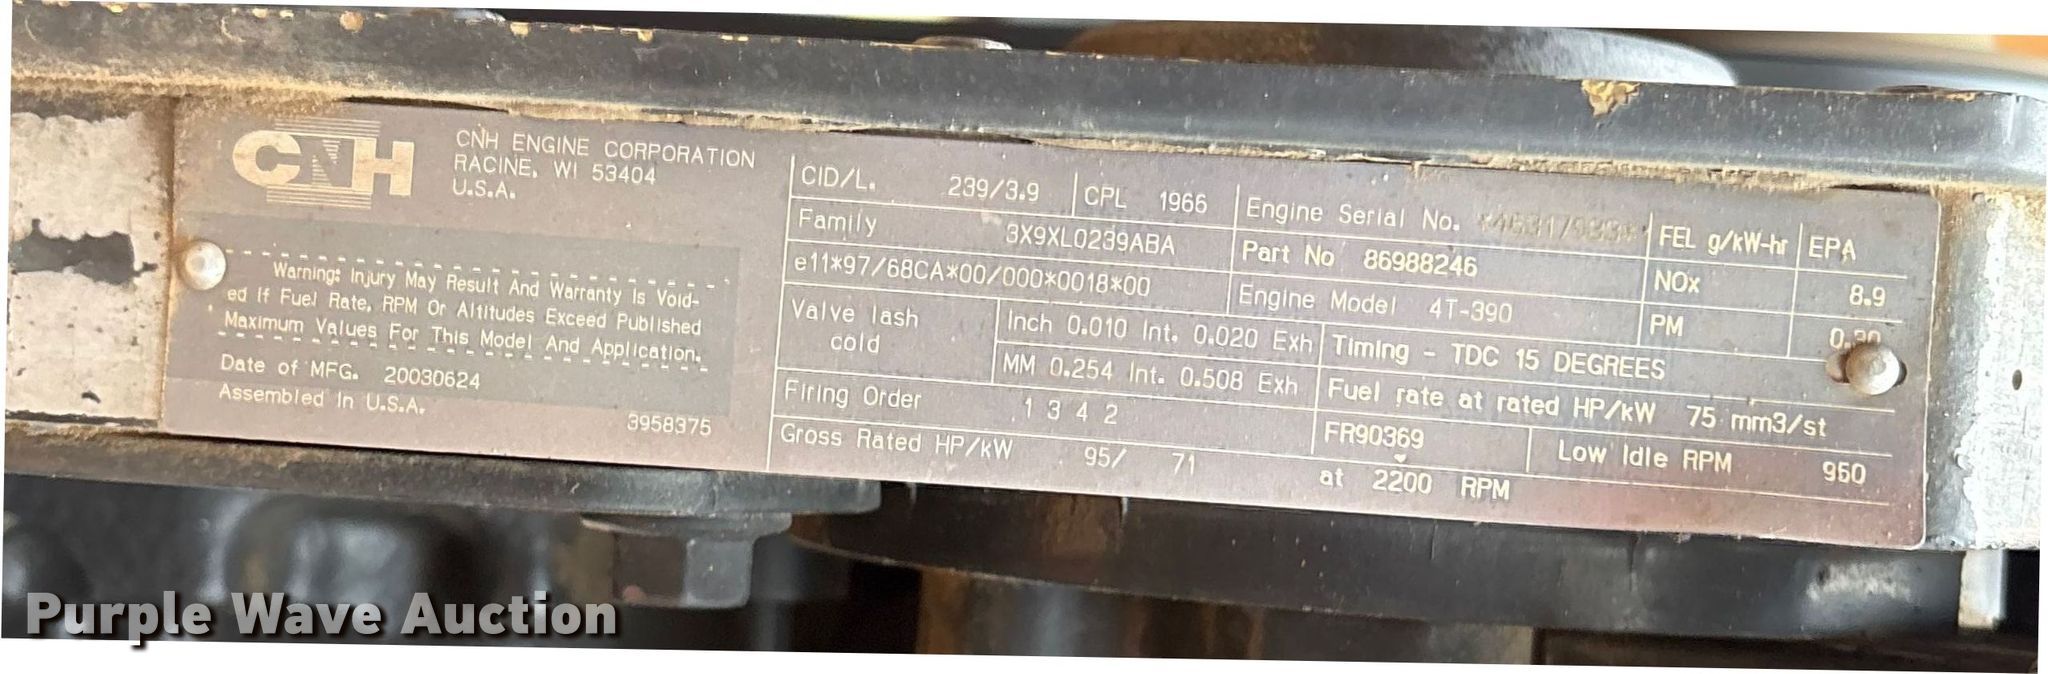 CNH
CNH ENGINE CORPORATION
RACINE, WI 53404
U.S.A.
Warning: Injury May Result And Warranty Is Void-
ed If Fuel Rate, RPM Or Altitudes Exceed Published
Maximum Values For This Model And Application.
Date of MFG. 20030624
Assembled In U.S.A.
3958375
CID/L. 239/3.9 CPL 1966
Family 3X9XL0239ABA
e11*97/68CA*00/000*0018*00
Valve lash cold
Inch 0.010 Int. 0.020 Exh
MM 0.254 Int. 0.508 Exh
Firing Order 1 3 4 2
Gross Rated HP/kW 95/ 71 at 2200 RPM
Engine Serial No.
Part No 86988246
Engine Model 4T-390
Timing - TDC 15 DEGREES
Fuel rate at rated HP/kW 75 mm3/st
FR90369 Low Idle RPM 950
FEL g/kW-hr EPA
NOx 8.9
PM
Purple Wave Auction